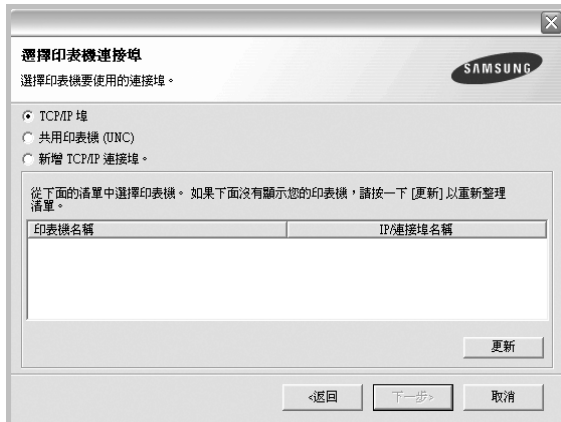 選擇印表機連接埠
選擇印表機要使用的連接埠。
SAMSUNG
TCP/IP 埠
共用印表機 (UNC)
新增 TCP/IP 連接埠。
從下面的清單中選擇印表機。 如果下面沒有顯示您的印表機，請按一下 [更新] 以重新整理
清單。
印表機名稱 IP/連接埠名稱
更新
<返回 下一步> 取消